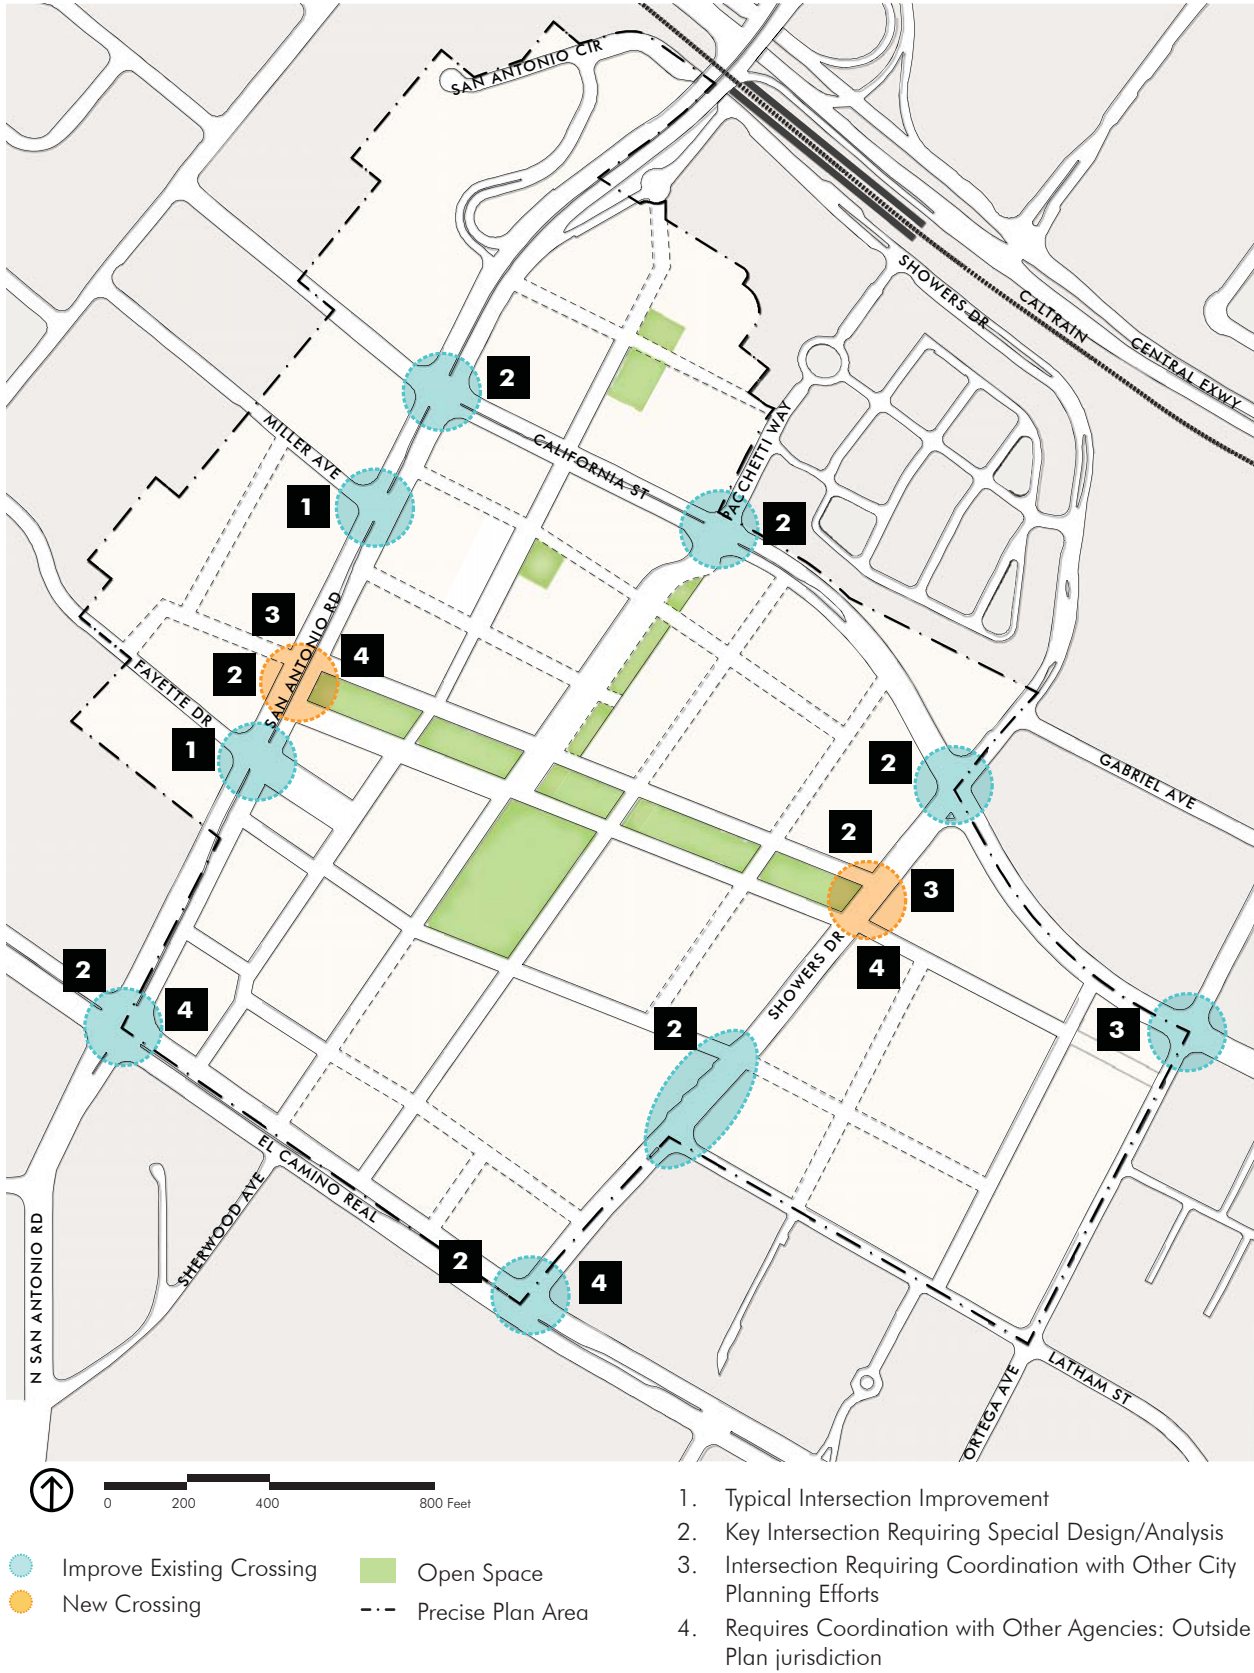 SAN ANTONIO CIR
SHOWERS DR
CALTRAIN
CENTRAL EXWY
2
MILLER AVE
CALIFORNIA ST
PACCHETTI WAY
1
2
3
SAN ANTONIO RD
4
2
FAYETTE DR
1
2
GABRIEL AVE
2
3
SHOWERS DR
4
2
4
2
3
EL CAMINO REAL
SHERWOOD AVE
N SAN ANTONIO RD
2
4
LATHAM ST
ORTEGA AVE
0 200 400 800 Feet
Improve Existing Crossing
New Crossing
Open Space
Precise Plan Area
1. Typical Intersection Improvement
2. Key Intersection Requiring Special Design/Analysis
3. Intersection Requiring Coordination with Other City
Planning Efforts
4. Requires Coordination with Other Agencies: Outside
Plan jurisdiction